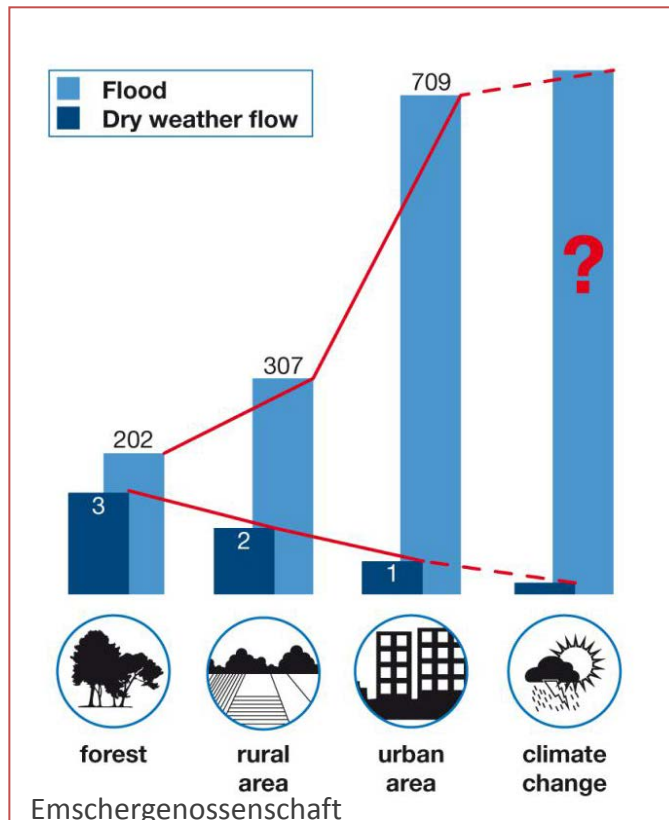 Flood
Dry weather flow
709
?
307
202
3
2
1
forest
rural
area
urban
area
climate
change
Emschergenossenschaft